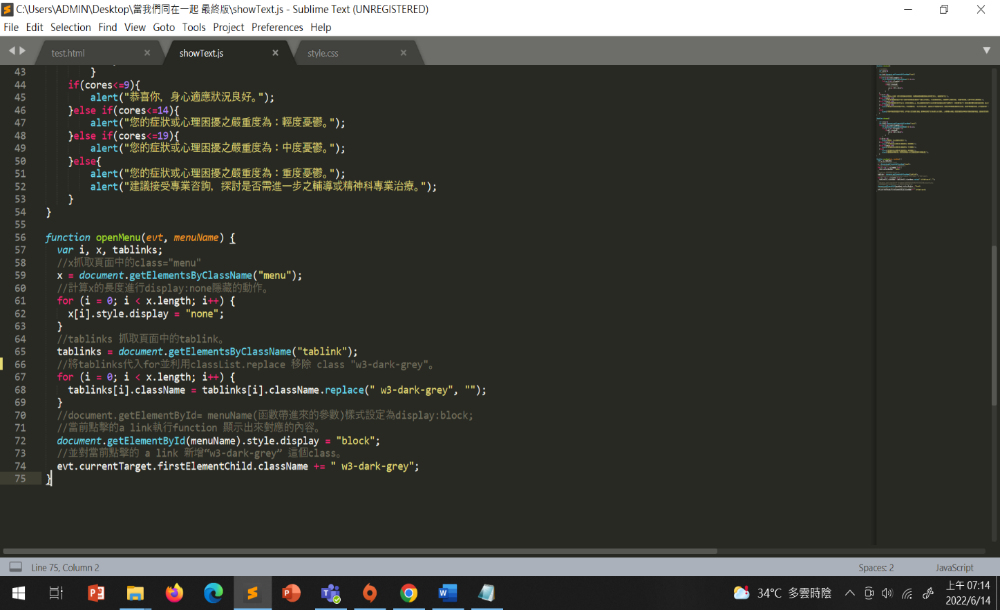 C:\Users\ADMIN\Desktop\當我們同在一起 最終版\showText.js - Sublime Text (UNREGISTERED)
File Edit Selection Find View Goto Tools Project Preferences Help
test.html × showText.js × style.css ×
43 }
44 if(cores<=9){
45 alert("恭喜你，身心適應狀況良好。");
46 }else if(cores<=14){
47 alert("您的症狀或心理困擾之嚴重度為：輕度憂鬱。");
48 }else if(cores<=19){
49 alert("您的症狀或心理困擾之嚴重度為：中度憂鬱。");
50 }else{
51 alert("您的症狀或心理困擾之嚴重度為：重度憂鬱。");
52 alert("建議接受專業咨詢，探討是否需進一步之輔導或精神科專業治療。");
53 }
54 }
55
56 function openMenu(evt, menuName) {
57 var i, x, tablinks;
58 //x抓取頁面中的class="menu"
59 x = document.getElementsByClassName("menu");
60 //計算x的長度進行display:none隱藏的動作。
61 for (i = 0; i < x.length; i++) {
62 x[i].style.display = "none";
63 }
64 //tablinks 抓取頁面中的tablink。
65 tablinks = document.getElementsByClassName("tablink");
66 //將tablinks代入for並利用classList.replace 移除 class "w3-dark-grey"。
67 for (i = 0; i < x.length; i++) {
68 tablinks[i].className = tablinks[i].className.replace(" w3-dark-grey", "");
69 }
70 //document.getElementById= menuName(函數帶進來的參數)樣式設定為display:block;
71 //當前點擊的a link執行function 顯示出來對應的內容。
72 document.getElementById(menuName).style.display = "block";
73 //並對當前點擊的 a link 新增“w3-dark-grey” 這個class。
74 evt.currentTarget.firstElementChild.className += " w3-dark-grey";
75 }
Line 75, Column 2 Spaces: 2 JavaScript
34°C 多雲時陰
上午 07:14
2022/6/14